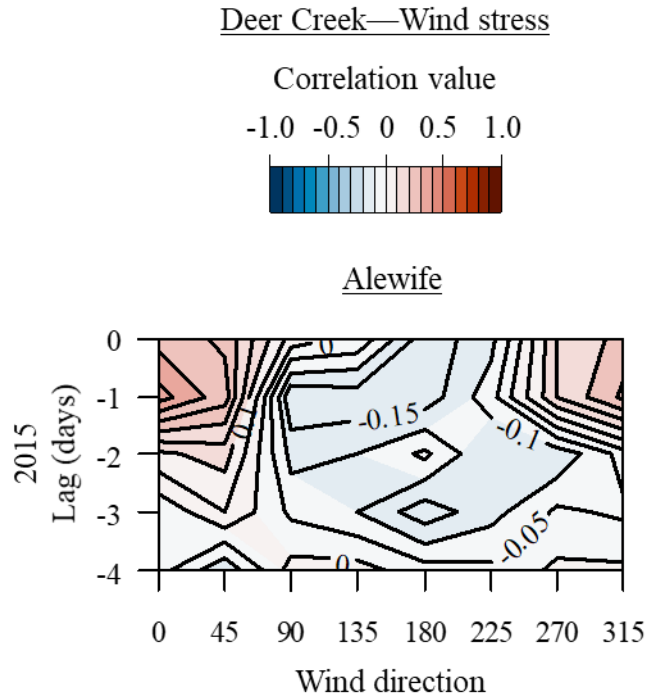 Deer Creek—Wind stress
Correlation value
-1.0 -0.5 0 0.5 1.0
Alewife
2015
Lag (days)
0
-1
-2
-3
-4
0
0.1
-0.15
-0.1
-0.05
0
0 45 90 135 180 225 270 315
Wind direction